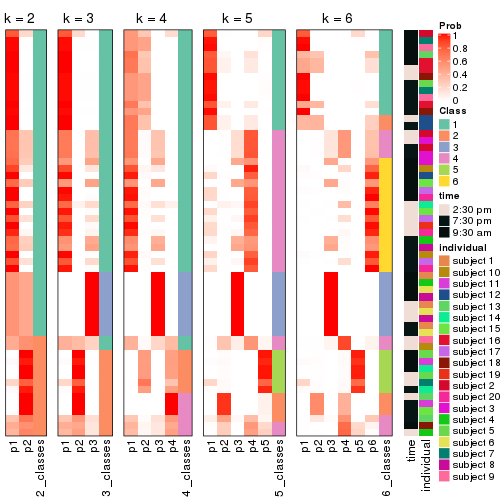 k = 2
k = 3
k = 4
k = 5
k = 6
Prob
1
0.8
0.6
0.4
0.2
0
Class
1
2
3
4
5
6
time
2:30 pm
7:30 pm
9:30 am
Individual
subject 1
subject 10
subject 11
subject 12
subject 13
subject 14
subject 15
subject 16
subject 17
subject 18
subject 19
subject 2
subject 20
subject 3
subject 4
subject 5
subject 6
subject 7
subject 8
subject 9
p1
p2
2_classes
p1
p2
p3
3_classes
p1
p2
p3
p4
4_classes
p1
p2
p3
p4
p5
5_classes
p1
p2
p3
p4
p5
p6
6_classes
time
individual